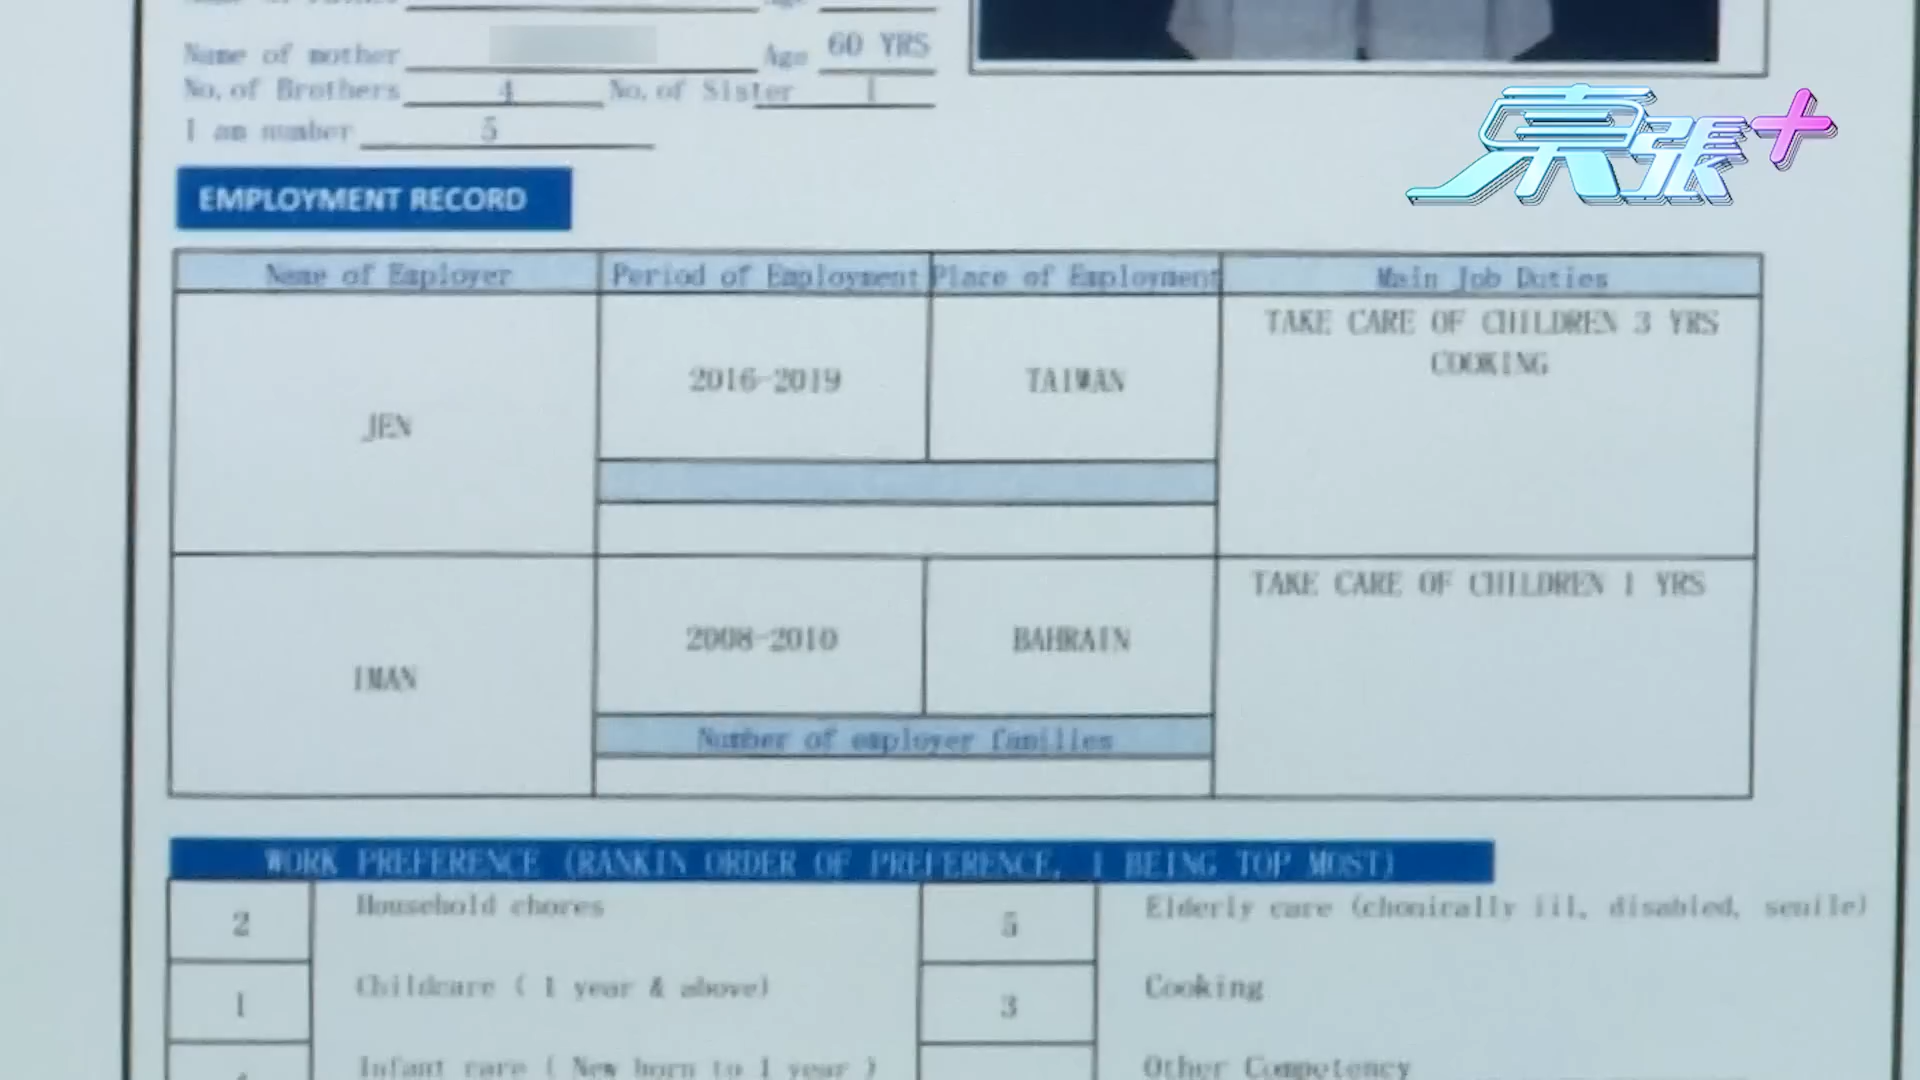 Name of mother Age 60 YRS
No. of Brothers 4 No. of Sister 1
I am number 5
東張+
EMPLOYMENT RECORD
Name of Employer Period of Employment Place of Employment Main Job Duties
JEN 2016-2019 TAIWAN TAKE CARE OF CHILDREN 3 YRS
COOKING
IMAN 2008-2010 BAHRAIN TAKE CARE OF CHILDREN 1 YRS
Number of employer families
WORK PREFERENCE (RANKIN ORDER OF PREFERENCE, 1 BEING TOP MOST)
2 Household chores 5 Elderly care (chonically iil, disabled, senile)
1 Childcare ( 1 year & above) 3 Cooking
Infant care ( New born to 1 year ) Other Competency